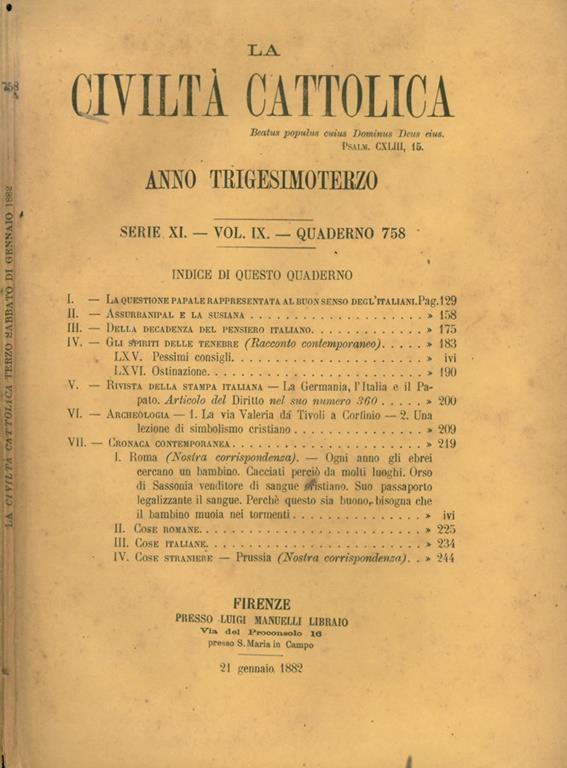 LA
CIVILTÀ CATTOLICA
Beatus populus cuius Dominus Deus eius.
PSALM. CXLIII, 15.
ANNO TRIGESIMOTERZO
SERIE XI. — VOL. IX. — QUADERNO 758
INDICE DI QUESTO QUADERNO
I. — LA QUESTIONE PAPALE RAPPRESENTATA AL BUON SENSO DEGL'ITALIANI. Pag. 129
II. — ASSURBANIPAL E LA SUSIANA . . . . . . . . . . . . . . . . » 158
III. — DELLA DECADENZA DEL PENSIERO ITALIANO. . . . . . . . . . . » 175
IV. — GLI SPIRITI DELLE TENEBRE (Racconto contemporaneo). . . . . . » 183
LXV. Pessimi consigli. . . . . . . . . . . . . . . . . . . » ivi
LXVI. Ostinazione. . . . . . . . . . . . . . . . . . . . . » 190
V. — RIVISTA DELLA STAMPA ITALIANA — La Germania, l'Italia e il Pa-
pato. Articolo del Diritto nel suo numero 360 . . . . . . » 200
VI. — ARCHEOLOGIA — 1. La via Valeria da Tivoli a Corfinio — 2. Una
lezione di simbolismo cristiano . . . . . . . . . . . . . . » 209
VII. — CRONACA CONTEMPORANEA . . . . . . . . . . . . . . . . . . » 219
I. Roma (Nostra corrispondenza). — Ogni anno gli ebrei
cercano un bambino. Cacciati perciò da molti luoghi. Orso
di Sassonia venditore di sangue cristiano. Suo passaporto
legalizzante il sangue. Perchè questo sia buono, bisogna che
il bambino muoia nei tormenti . . . . . . . . . . . . . . » ivi
II. COSE ROMANE. . . . . . . . . . . . . . . . . . . . . . » 225
III. COSE ITALIANE. . . . . . . . . . . . . . . . . . . . . » 234
IV. COSE STRANIERE — Prussia (Nostra corrispondenza). . » 244
FIRENZE
PRESSO LUIGI MANUELLI LIBRAIO
Via del Proconsolo 16
presso S. Maria in Campo
21 gennaio 1882
758
LA CIVILTÀ CATTOLICA TERZO SABBATO DI GENNAIO 1882